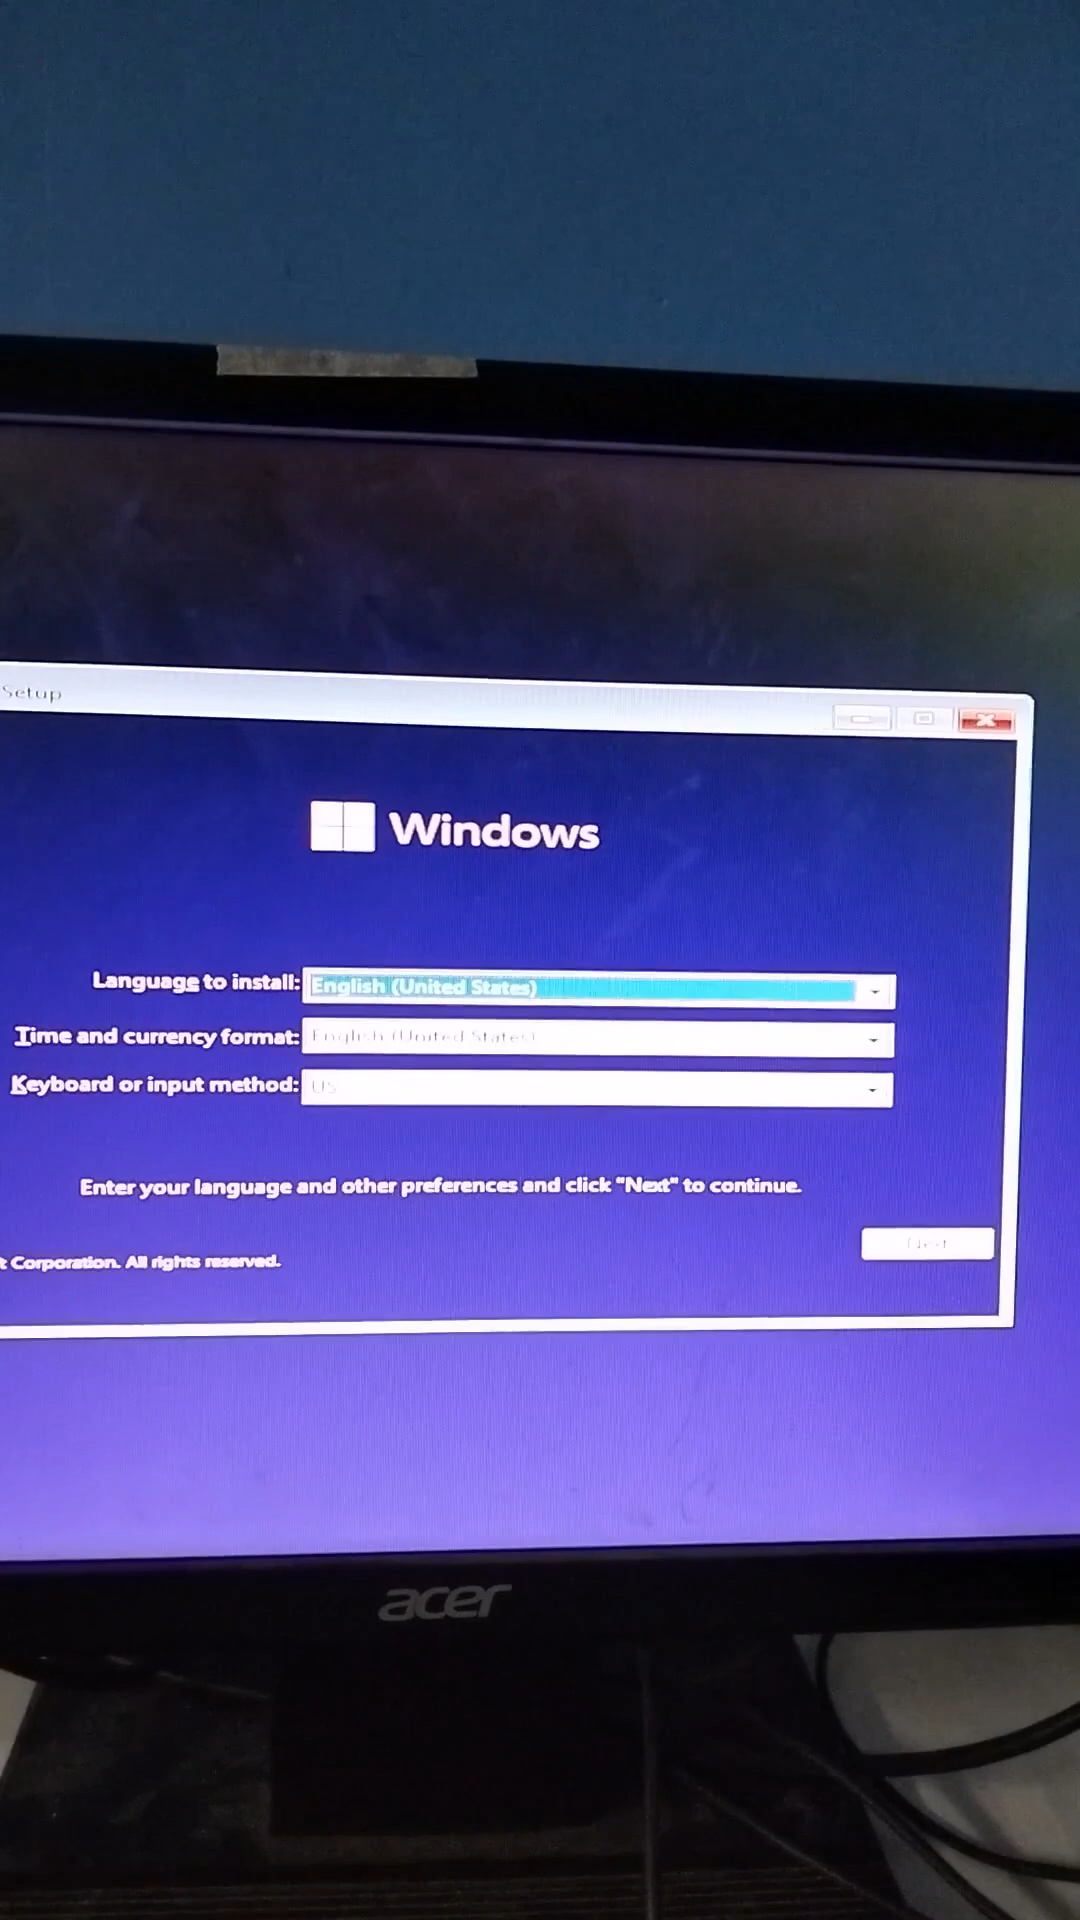 Setup
Windows
Language to install: English (United States)
Time and currency format: English (United States)
Keyboard or input method: US
Enter your language and other preferences and click "Next" to continue.
Next
t Corporation. All rights reserved.
acer